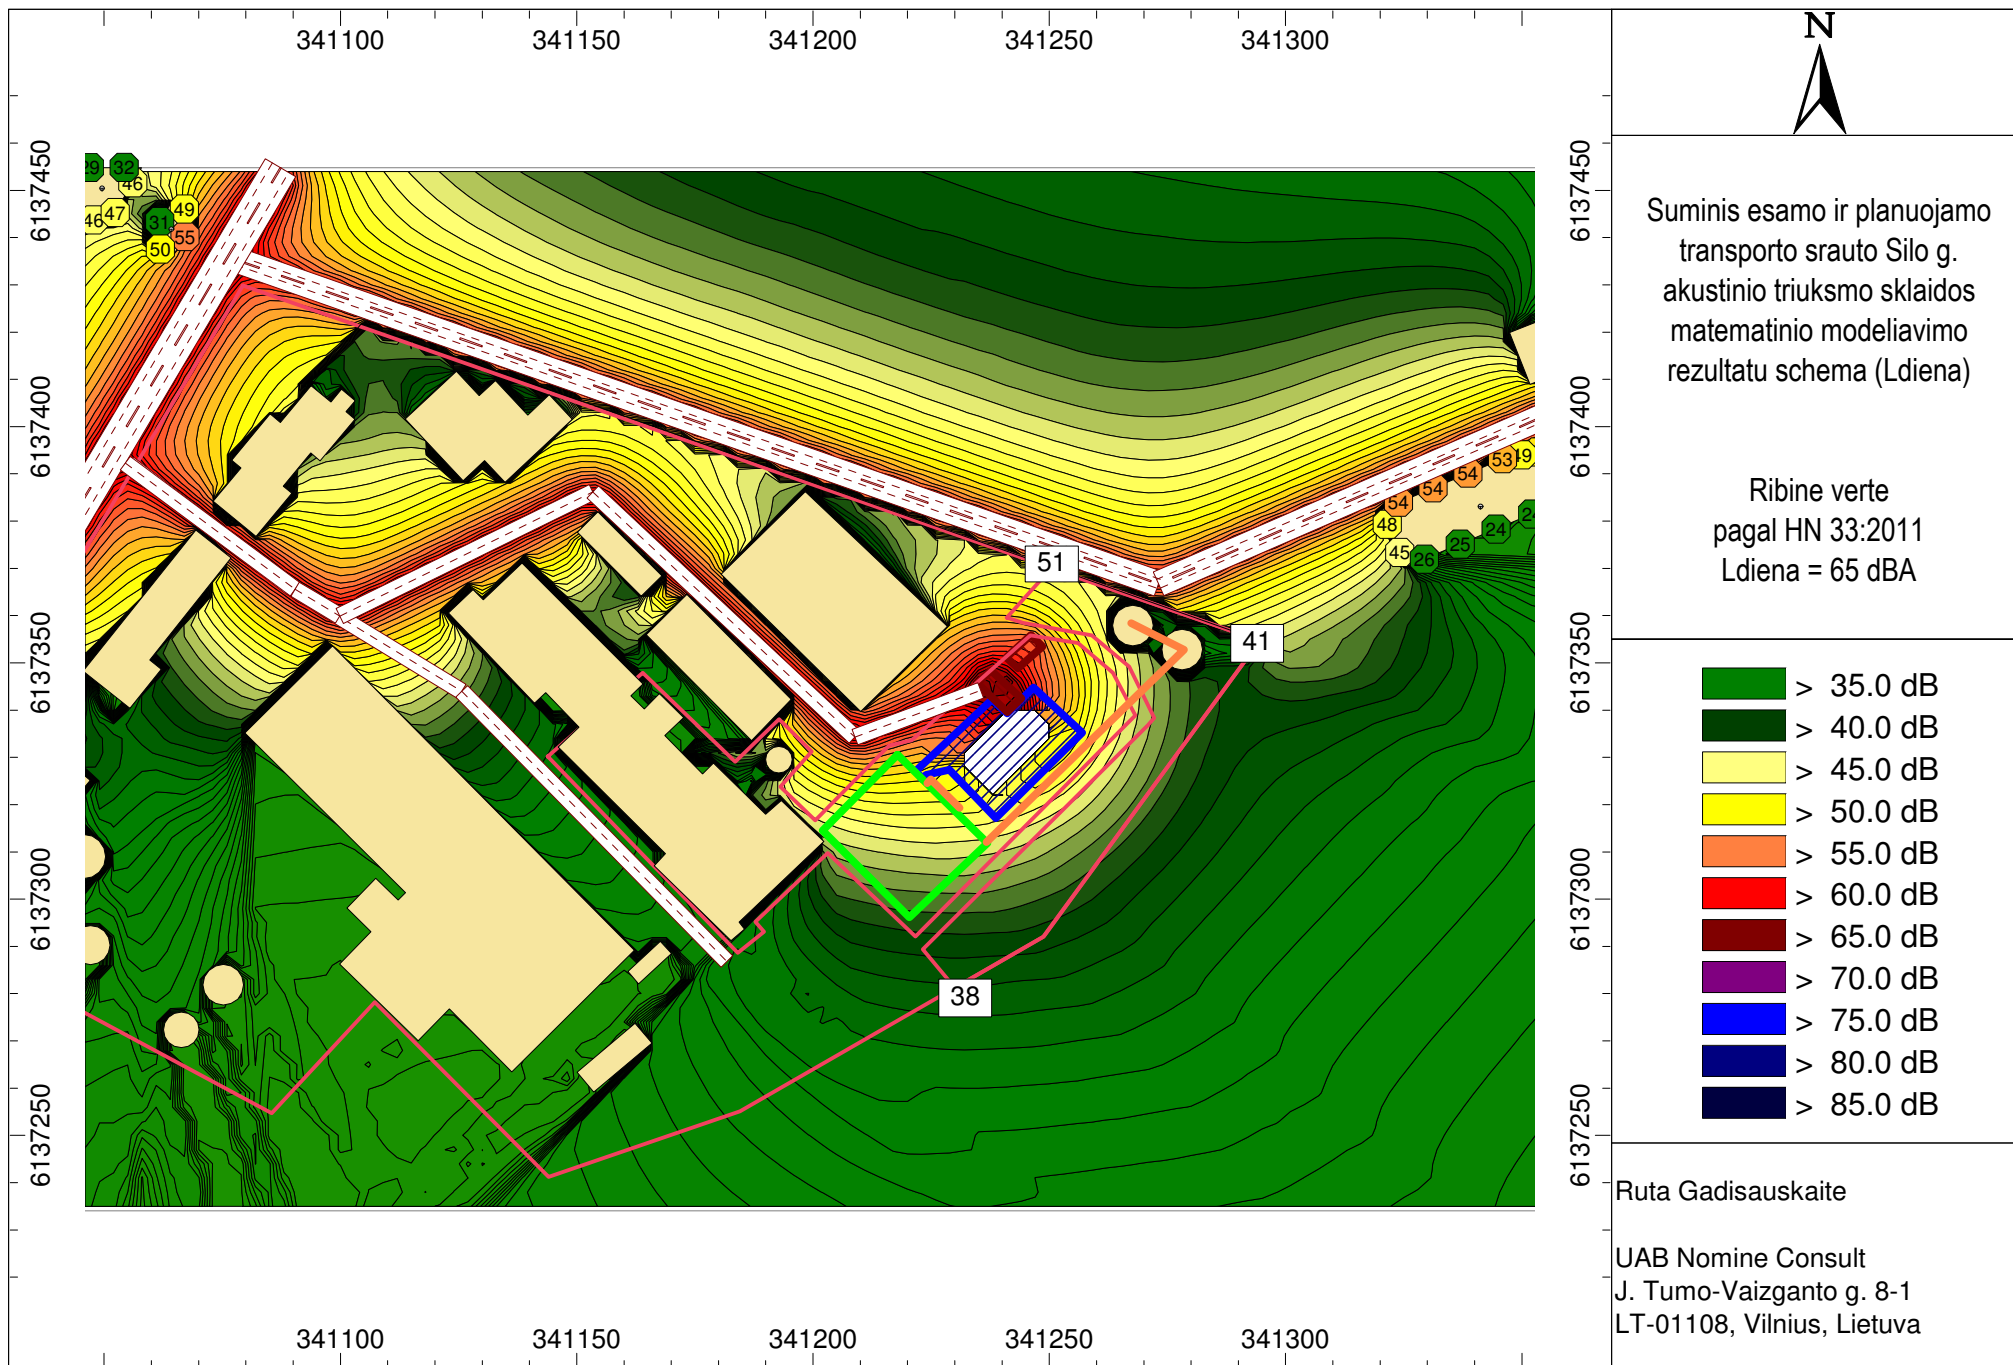 341100 341150 341200 341250 341300
N
6137450
6137400
6137350
6137300
6137250
29 32
46
46 47 31 49
55
50
51
41
38
54 54 54 53 49
48
45 26 25 24 24
6137450
6137400
6137350
6137300
6137250
341100 341150 341200 341250 341300
Suminis esamo ir planuojamo
transporto srauto Silo g.
akustinio triuksmo sklaidos
matematinio modeliavimo
rezultatu schema (Ldiena)
Ribine verte
pagal HN 33:2011
Ldiena = 65 dBA
> 35.0 dB
> 40.0 dB
> 45.0 dB
> 50.0 dB
> 55.0 dB
> 60.0 dB
> 65.0 dB
> 70.0 dB
> 75.0 dB
> 80.0 dB
> 85.0 dB
Ruta Gadisauskaite
UAB Nomine Consult
J. Tumo-Vaizganto g. 8-1
LT-01108, Vilnius, Lietuva